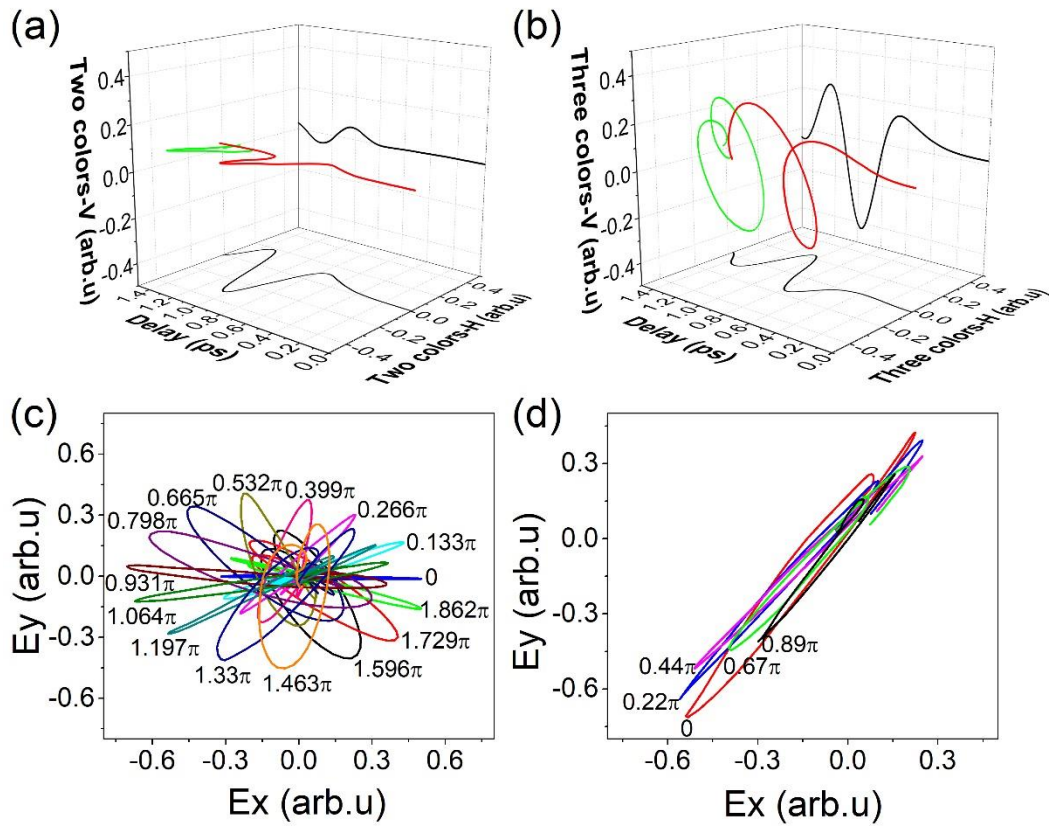 (a)
Two colors-V (arb.u)
0.4
0.2
0.0
-0.2
-0.4
1.4
1.2
1.0
0.8
0.6
0.4
0.2
0.0
Delay (ps)
-0.4
-0.2
0.0
0.2
0.4
Two colors-H (arb.u)
(b)
Three colors-V (arb.u)
0.4
0.2
0.0
-0.2
-0.4
1.4
1.2
1.0
0.8
0.6
0.4
0.2
0.0
Delay (ps)
-0.4
-0.2
0.0
0.2
0.4
Three colors-H (arb.u)
(c)
Ey (arb.u)
0.6
0.3
0.0
-0.3
-0.6
0.532π
0.399π
0.665π
0.266π
0.798π
0.133π
0.931π
0
1.064π
1.862π
1.197π
1.729π
1.33π
1.596π
1.463π
-0.6 -0.3 0.0 0.3 0.6
Ex (arb.u)
(d)
Ey (arb.u)
0.3
0.0
-0.3
-0.6
0.89π
0.44π
0.67π
0.22π
0
-0.6 -0.3 0.0 0.3
Ex (arb.u)